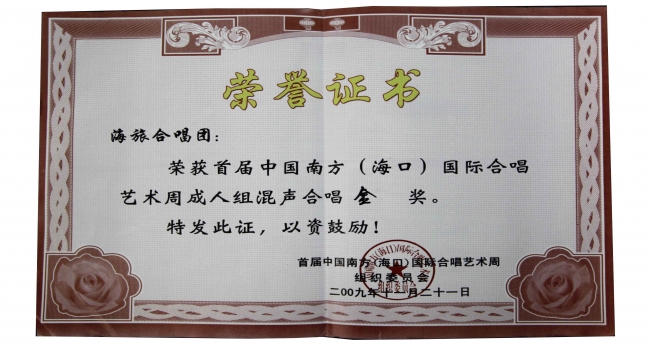 荣誉证书
海旅合唱团：
荣获首届中国南方（海口）国际合唱
艺术周成人组混声合唱 金 奖。
特发此证，以资鼓励！
首届中国南方（海口）国际合唱艺术周
组织委员会
二00九年十一月二十一日